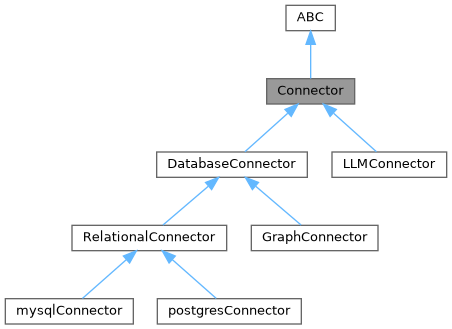 ABC
Connector
DatabaseConnector
LLMConnector
RelationalConnector
GraphConnector
mysqlConnector
postgresConnector